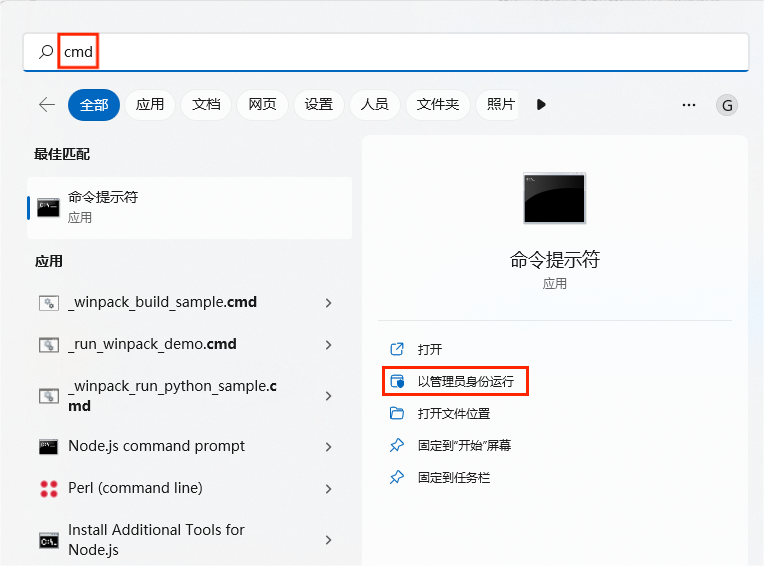 cmd
全部
应用
文档
网页
设置
人员
文件夹
照片
G
最佳匹配
命令提示符
应用
应用
_winpack_build_sample.cmd
_run_winpack_demo.cmd
_winpack_run_python_sample.c
md
Node.js command prompt
Perl (command line)
Install Additional Tools for
Node.js
命令提示符
应用
打开
以管理员身份运行
打开文件位置
固定到"开始"屏幕
固定到任务栏